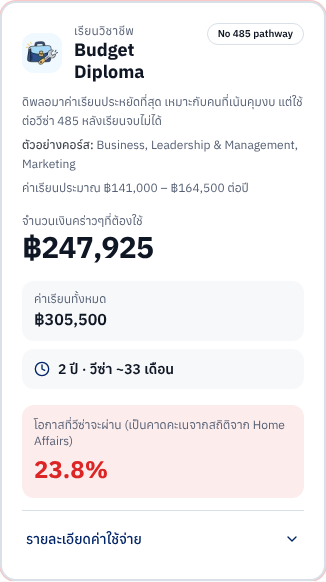 เรียนวิชาชีพ
Budget
Diploma
No 485 pathway
ดิพลอมาค่าเรียนประหยัดที่สุด เหมาะกับคนที่เน้นคุมงบ แต่ใช้
ต่อวีซ่า 485 หลังเรียนจบไม่ได้
ตัวอย่างคอร์ส: Business, Leadership & Management,
Marketing
ค่าเรียนประมาณ ฿141,000 – ฿164,500 ต่อปี
จำนวนเงินคร่าวๆที่ต้องใช้
฿247,925
ค่าเรียนทั้งหมด
฿305,500
2 ปี · วีซ่า ~33 เดือน
โอกาสที่วีซ่าจะผ่าน (เป็นคาดคะเนจากสถิติจาก Home
Affairs)
23.8%
รายละเอียดค่าใช้จ่าย